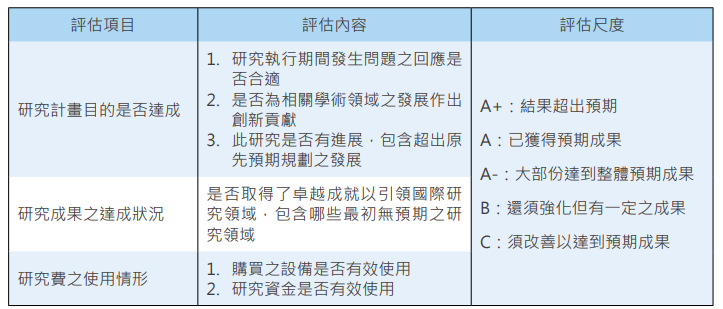 評估項目
評估內容
評估尺度
研究計畫目的是否達成
1. 研究執行期間發生問題之回應是
否合適
2. 是否為相關學術領域之發展作出
創新貢獻
3. 此研究是否有進展，包含超出原
先預期規劃之發展
研究成果之達成狀況
是否取得了卓越成就以引領國際研
究領域，包含哪些最初無預期之研
究領域
研究費之使用情形
1. 購買之設備是否有效使用
2. 研究資金是否有效使用
A+：結果超出預期
A：已獲得預期成果
A-：大部份達到整體預期成果
B：還須強化但有一定之成果
C：須改善以達到預期成果